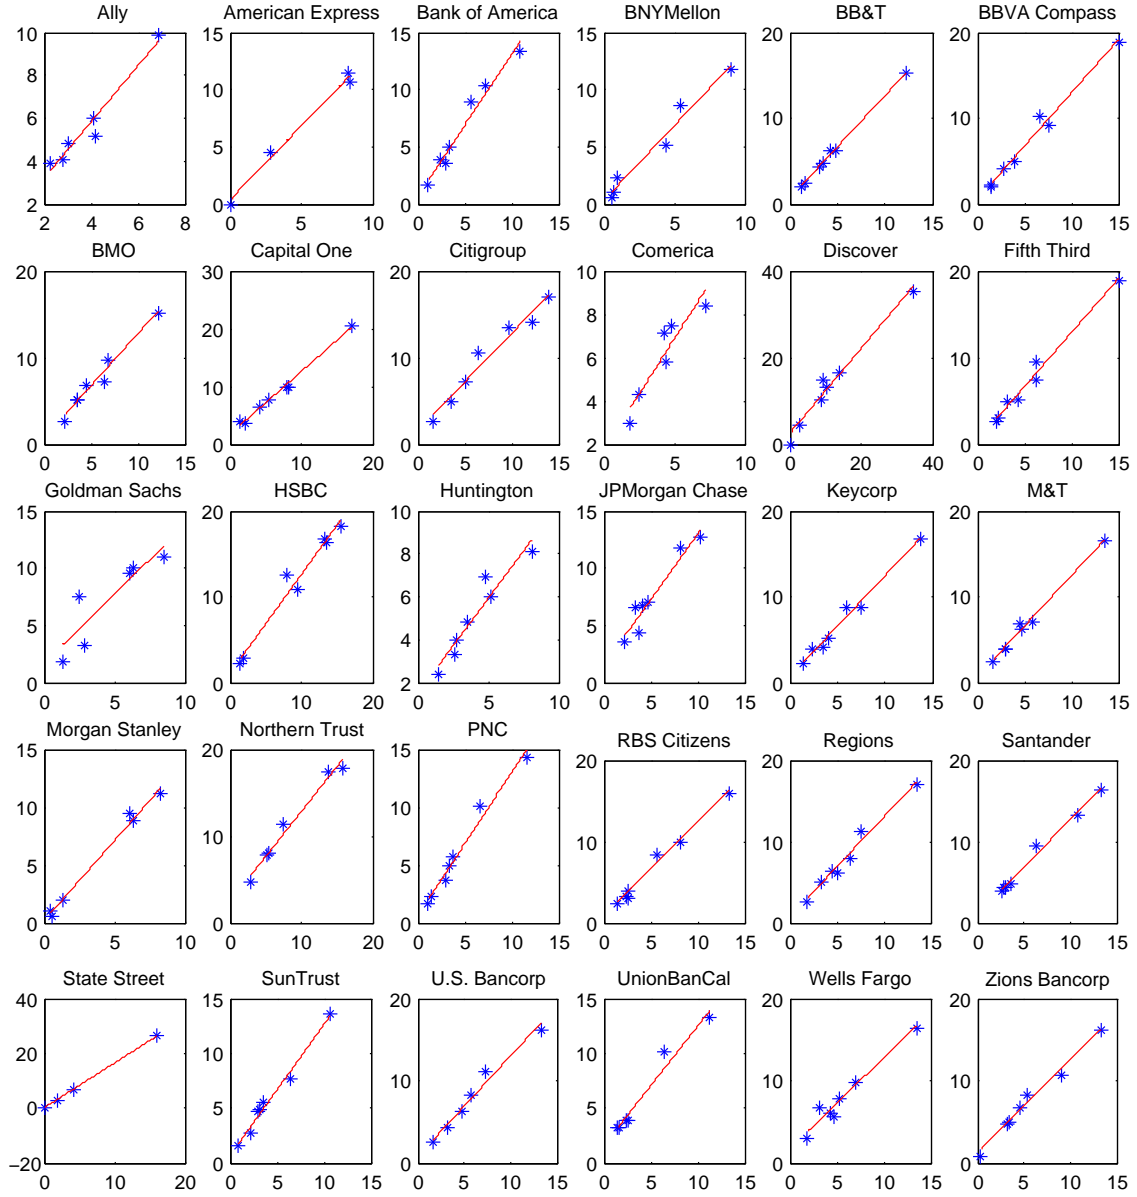 Ally American Express Bank of America BNYMellon BB&T BBVA Compass
10 15 15 15 20 20
8 10 10 10
6 10 10
4 5 5 5
2 0 0 0 0 0
2 4 6 8 0 5 10 0 5 10 15 0 5 10 0 5 10 15 0 5 10 15
BMO Capital One Citigroup Comerica Discover Fifth Third
20 30 20 10 40 20
8
20
10 10 6 20 10
10
4
0 0 0 2 0 0
0 5 10 15 0 10 20 0 5 10 15 0 5 10 0 20 40 0 5 10 15
Goldman Sachs HSBC Huntington JPMorgan Chase Keycorp M&T
15 20 10 15 20 20
8
10 10
10 6 10 10
5 5
4
0 0 2 0 0 0
0 5 10 0 10 20 0 5 10 0 5 10 15 0 5 10 15 0 5 10 15
Morgan Stanley Northern Trust PNC RBS Citizens Regions Santander
15 20 15 20 20 20
10 10
10 10 10 10
5 5
0 0 0 0 0 0
0 5 10 0 10 20 0 5 10 15 0 5 10 15 0 5 10 15 0 5 10 15
State Street SunTrust U.S. Bancorp UnionBanCal Wells Fargo Zions Bancorp
40 15 20 15 20 20
20 10 10
10 10 10
0 5 5
−20 0 0 0 0 0
0 10 20 0 5 10 15 0 5 10 15 0 5 10 15 0 5 10 15 0 5 10 15